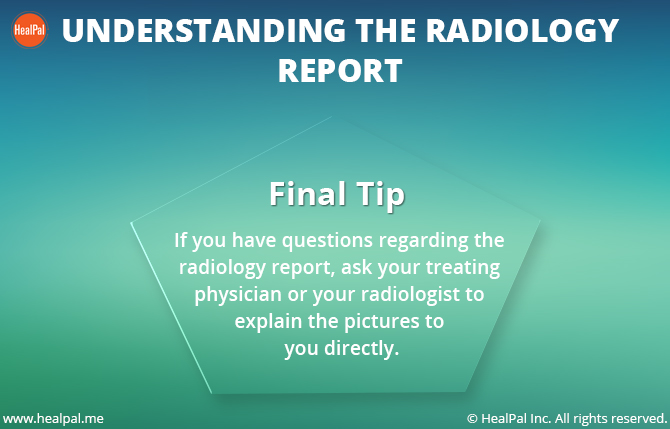 HealPal
UNDERSTANDING THE RADIOLOGY
REPORT
Final Tip
If you have questions regarding the
radiology report, ask your treating
physician or your radiologist to
explain the pictures to
you directly.
www.healpal.me
© HealPal Inc. All rights reserved.